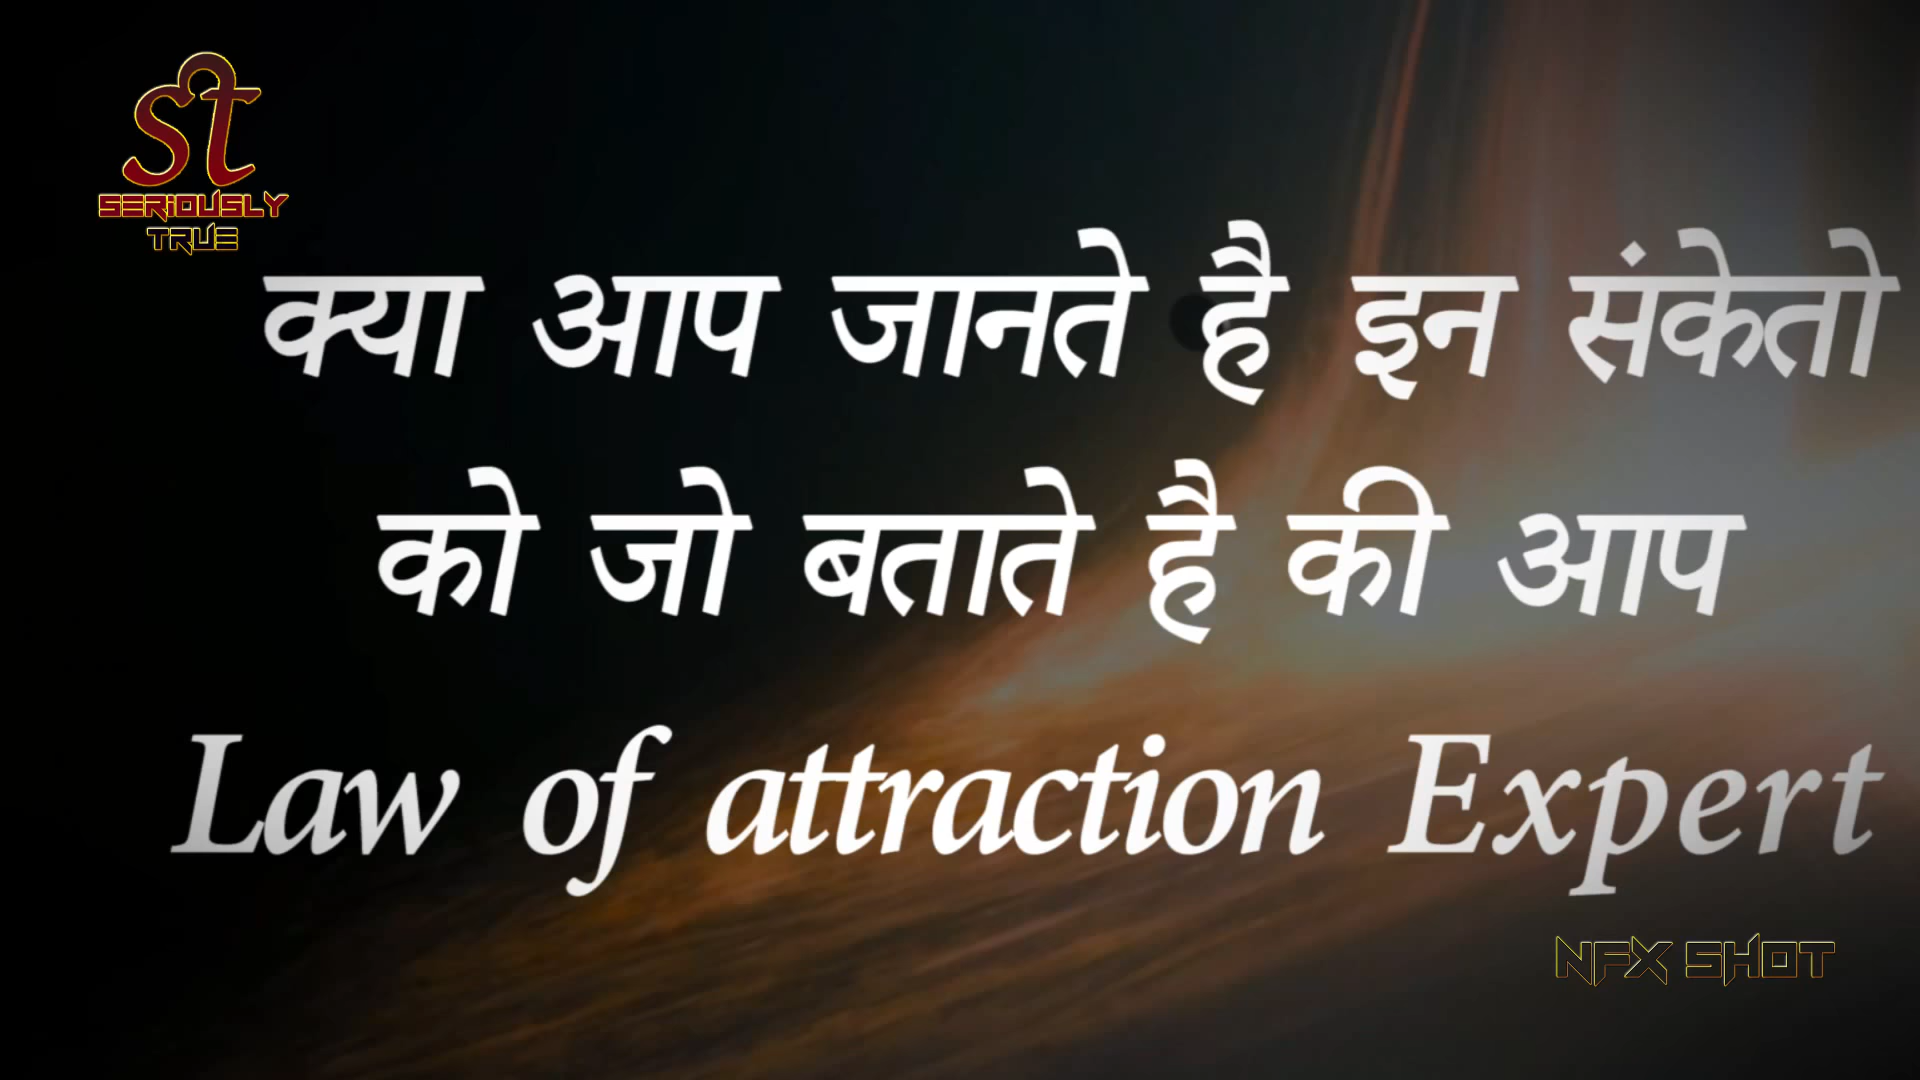 st
SERIOUSLY
TRUE
क्या आप जानते है इन संकेतो
को जो बताते है की आप
Law of attraction Expert
NFX SHOT